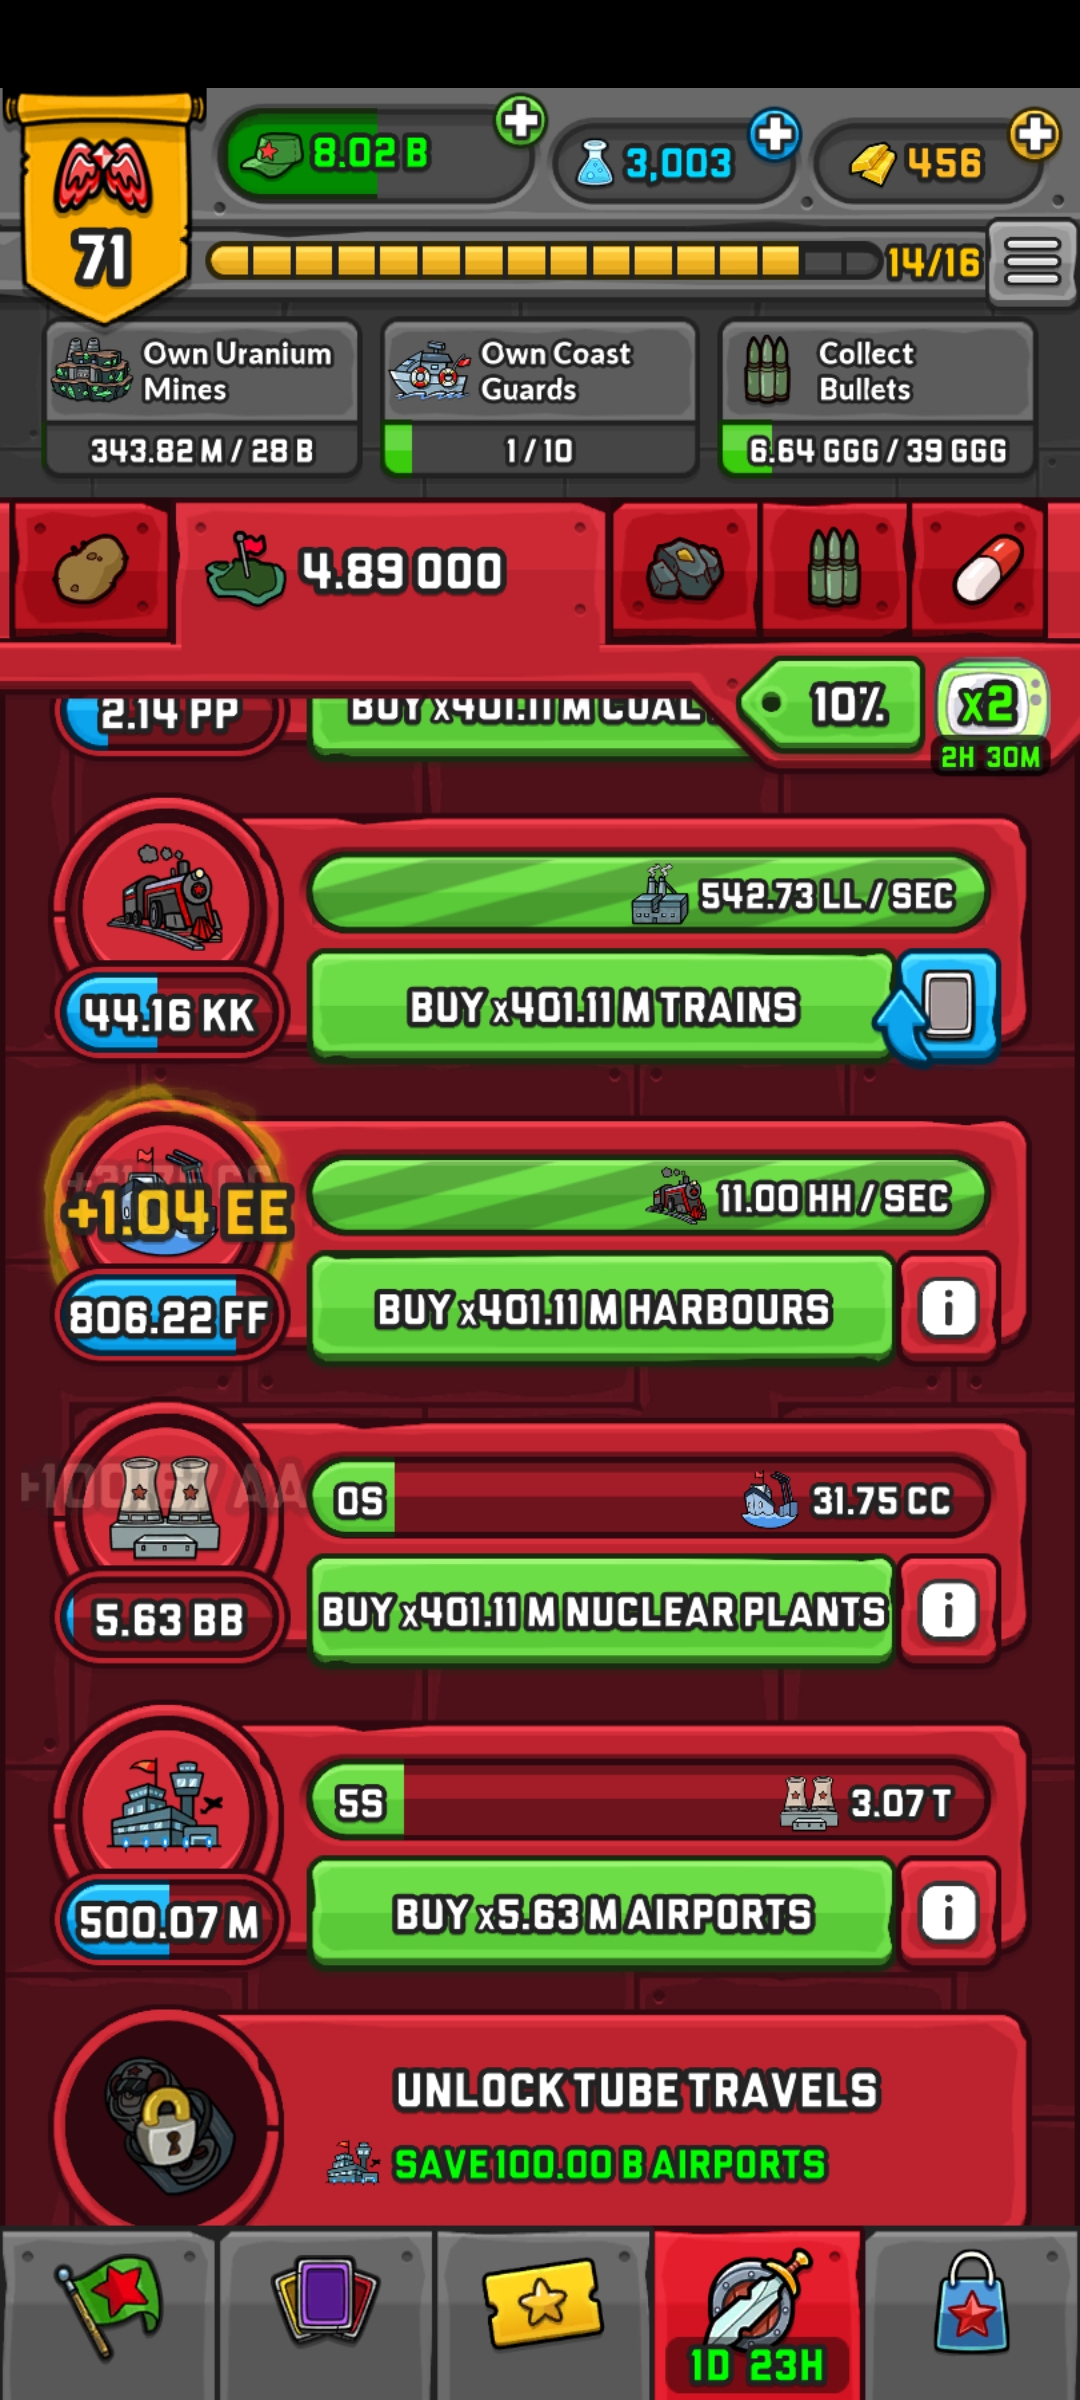 71
8.02 B
3,003
456
14/16
Own Uranium
Mines
343.82 M / 28 B
Own Coast
Guards
1 / 10
Collect
Bullets
6.64 GGG / 39 GGG
4.89 OOO
10%
x2
2H 30M
2.14 PP
BUY x401.11 M COAL
542.73 LL / SEC
44.16 KK
BUY x401.11 M TRAINS
+1.04 EE
11.00 HH / SEC
806.22 FF
BUY x401.11 M HARBOURS
0S
31.75 CC
5.63 BB
BUY x401.11 M NUCLEAR PLANTS
5S
3.07 T
500.07 M
BUY x5.63 M AIRPORTS
UNLOCK TUBE TRAVELS
SAVE 100.00 B AIRPORTS
1D 23H